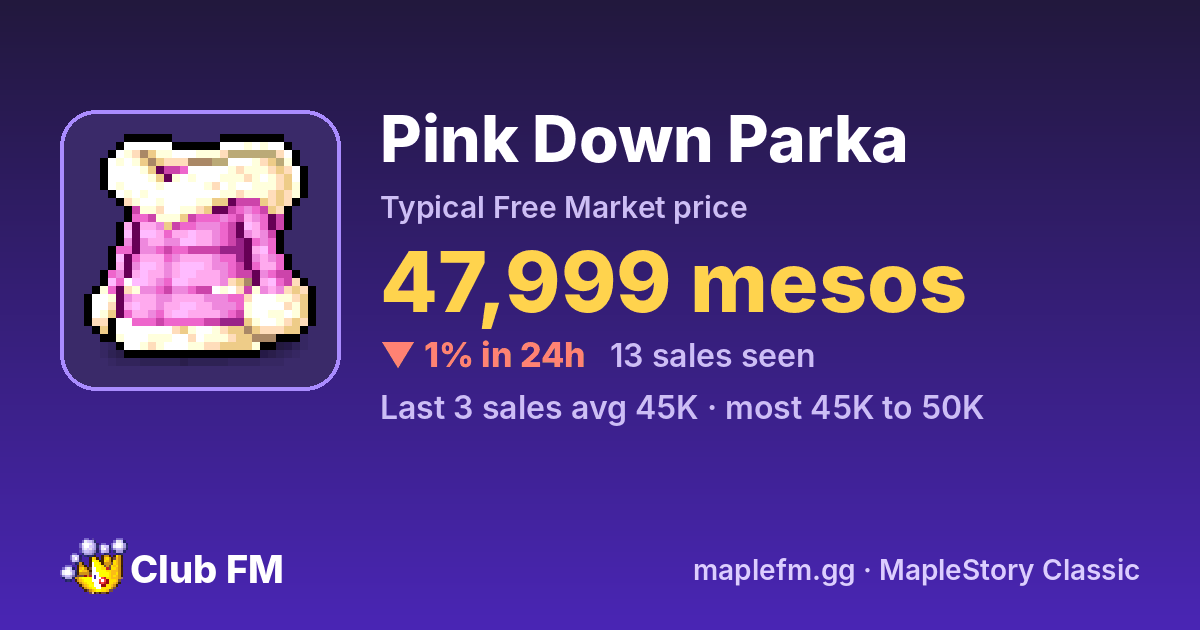 Pink Down Parka
Typical Free Market price
47,999 mesos
▼ 1% in 24h 13 sales seen
Last 3 sales avg 45K · most 45K to 50K
Club FM
maplefm.gg · MapleStory Classic